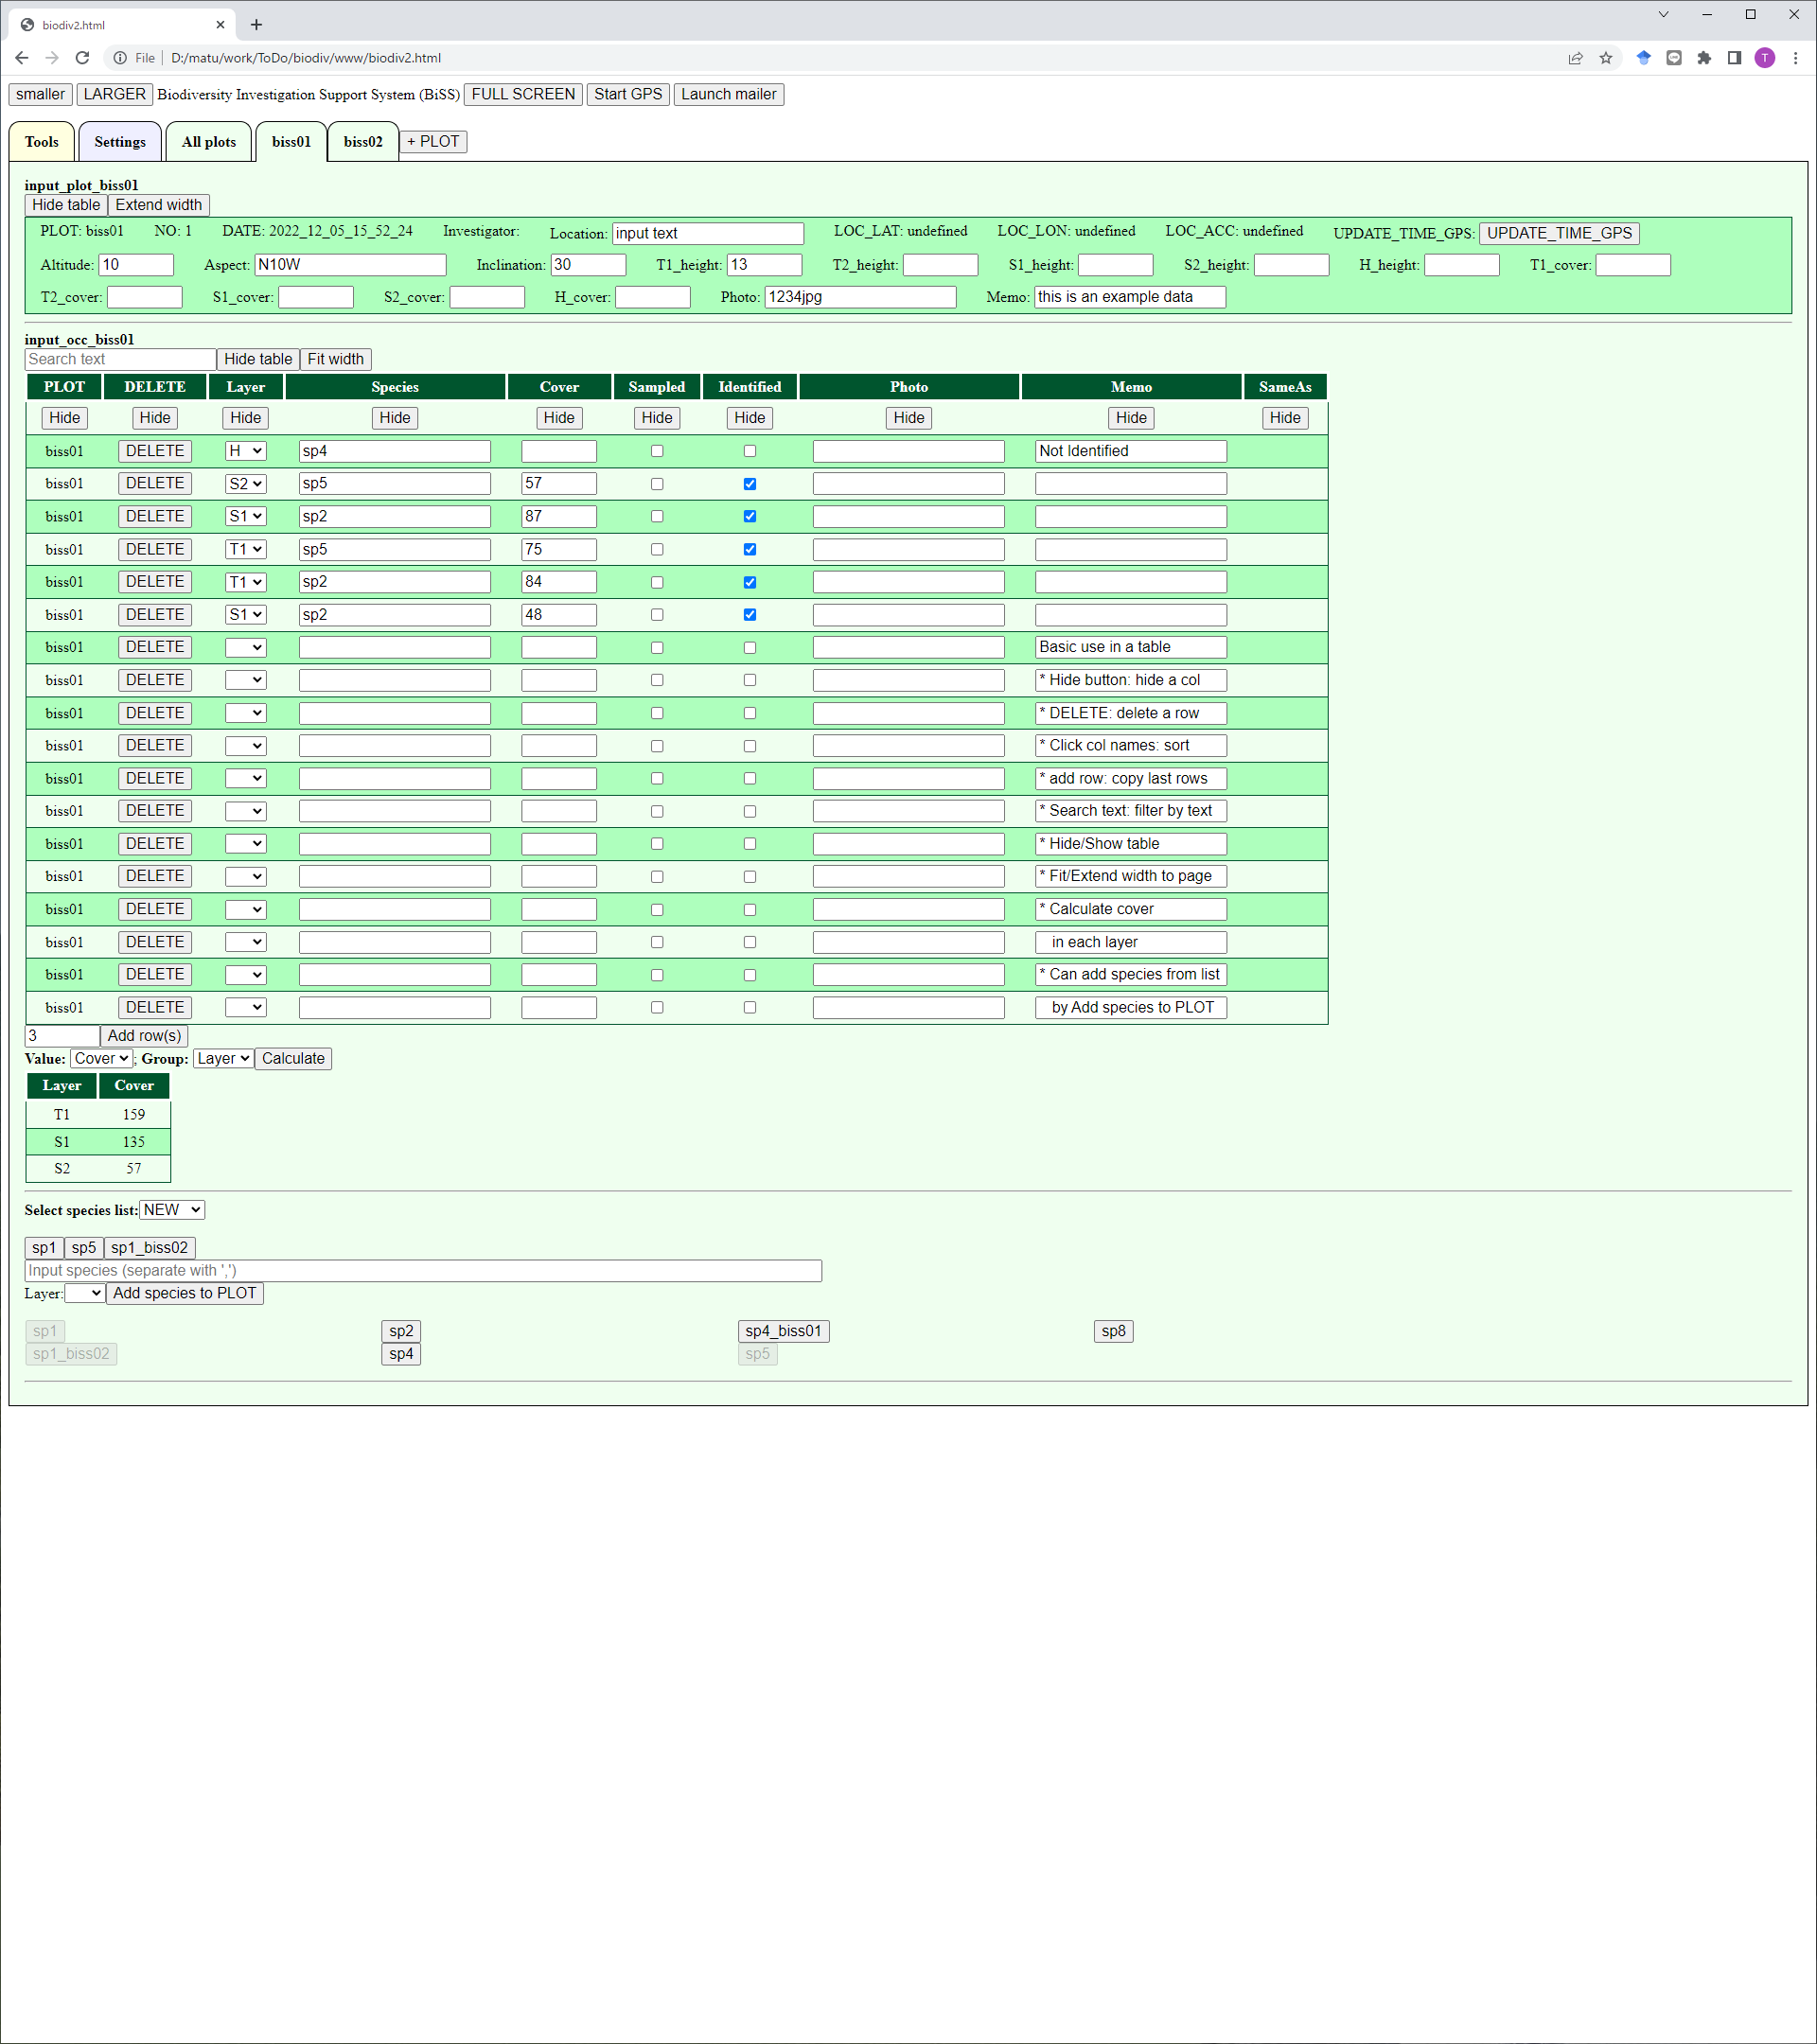 biodiv2.html
File D:/matu/work/ToDo/biodiv/www/biodiv2.html T
smaller LARGER Biodiversity Investigation Support System (BiSS) FULL SCREEN Start GPS Launch mailer
Tools Settings All plots biss01 biss02 + PLOT
input_plot_biss01
Hide table Extend width
PLOT: biss01 NO: 1 DATE: 2022_12_05_15_52_24 Investigator: Location: input text LOC_LAT: undefined LOC_LON: undefined LOC_ACC: undefined UPDATE_TIME_GPS: UPDATE_TIME_GPS
Altitude: 10 Aspect: N10W Inclination: 30 T1_height: 13 T2_height: S1_height: S2_height: H_height: T1_cover:
T2_cover: S1_cover: S2_cover: H_cover: Photo: 1234jpg Memo: this is an example data
input_occ_biss01
Search text Hide table Fit width
PLOT DELETE Layer Species Cover Sampled Identified Photo Memo SameAs
Hide Hide Hide Hide Hide Hide Hide Hide Hide Hide
biss01 DELETE H sp4 Not Identified
biss01 DELETE S2 sp5 57
biss01 DELETE S1 sp2 87
biss01 DELETE T1 sp5 75
biss01 DELETE T1 sp2 84
biss01 DELETE S1 sp2 48
biss01 DELETE Basic use in a table
biss01 DELETE * Hide button: hide a col
biss01 DELETE * DELETE: delete a row
biss01 DELETE * Click col names: sort
biss01 DELETE * add row: copy last rows
biss01 DELETE * Search text: filter by text
biss01 DELETE * Hide/Show table
biss01 DELETE * Fit/Extend width to page
biss01 DELETE * Calculate cover
biss01 DELETE in each layer
biss01 DELETE * Can add species from list
biss01 DELETE by Add species to PLOT
3 Add row(s)
Value: Cover; Group: Layer Calculate
Layer Cover
T1 159
S1 135
S2 57
Select species list: NEW
sp1 sp5 sp1_biss02
Input species (separate with ',')
Layer: Add species to PLOT
sp1 sp2 sp4_biss01 sp8
sp1_biss02 sp4 sp5